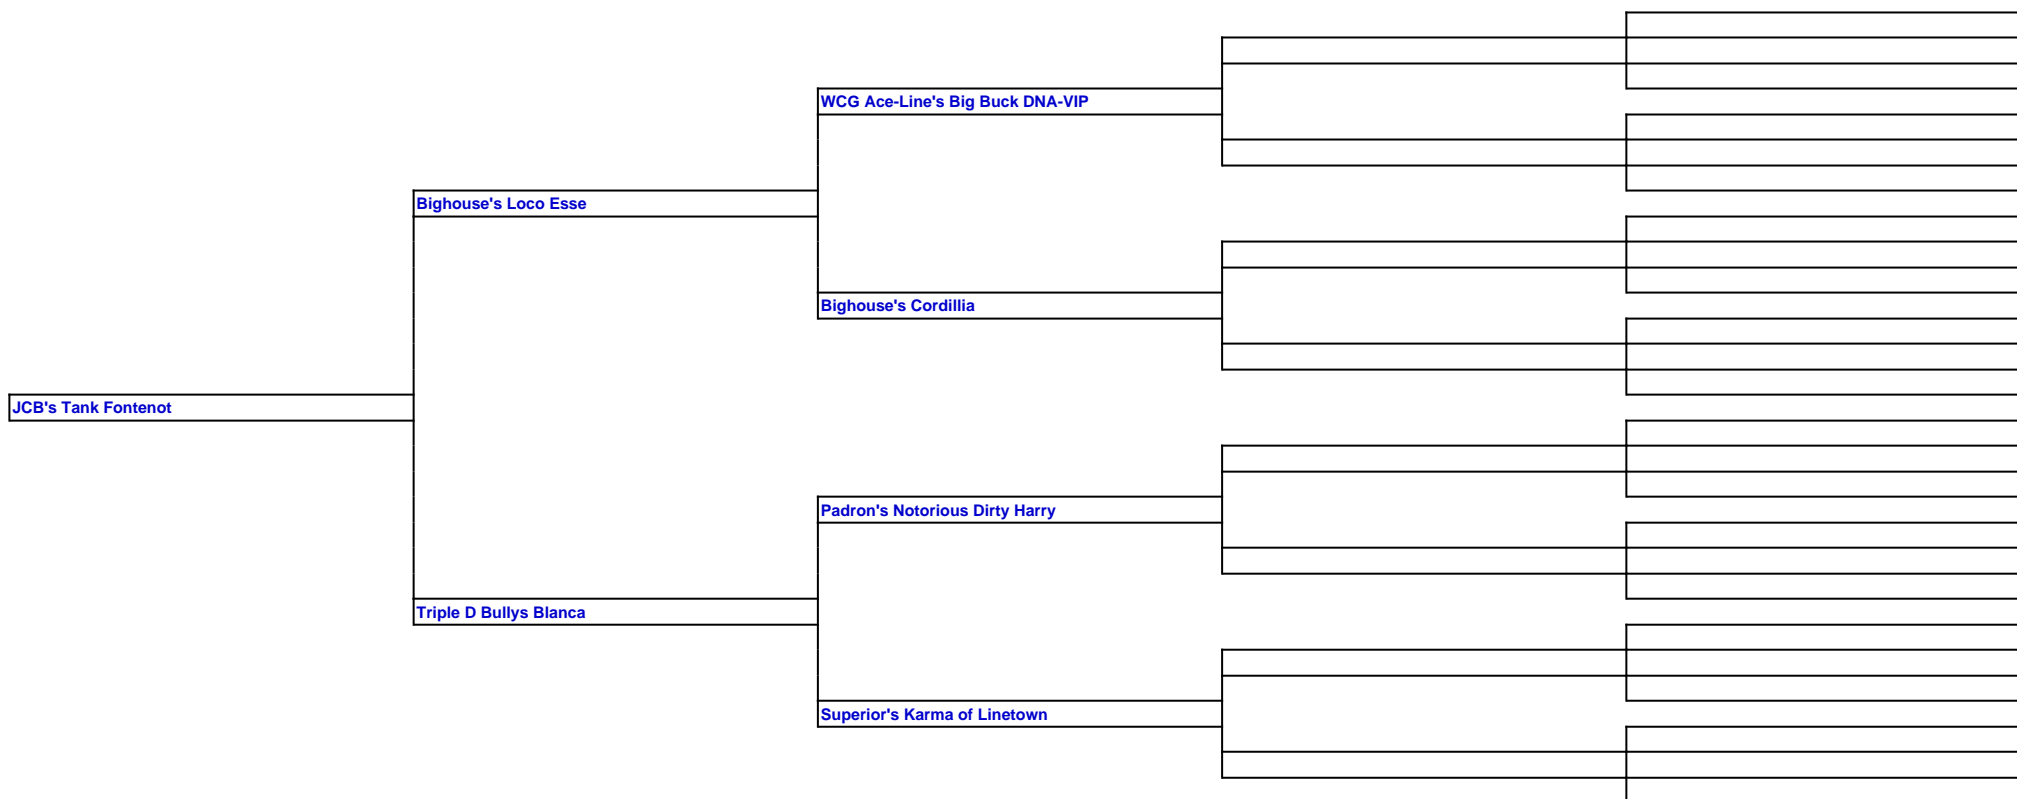 WCG Ace-Line's Big Buck DNA-VIP
Bighouse's Loco Esse
Bighouse's Cordillia
JCB's Tank Fontenot
Padron's Notorious Dirty Harry
Triple D Bullys Blanca
Superior's Karma of Linetown